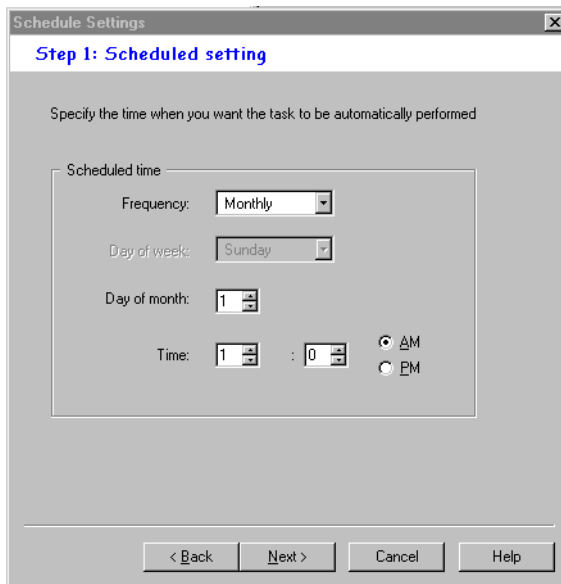 Schedule Settings
Step 1: Scheduled setting
Specify the time when you want the task to be automatically performed
Scheduled time
Frequency: Monthly
Day of week: Sunday
Day of month: 1
Time: 1 : 0 AM
PM
< Back Next > Cancel Help